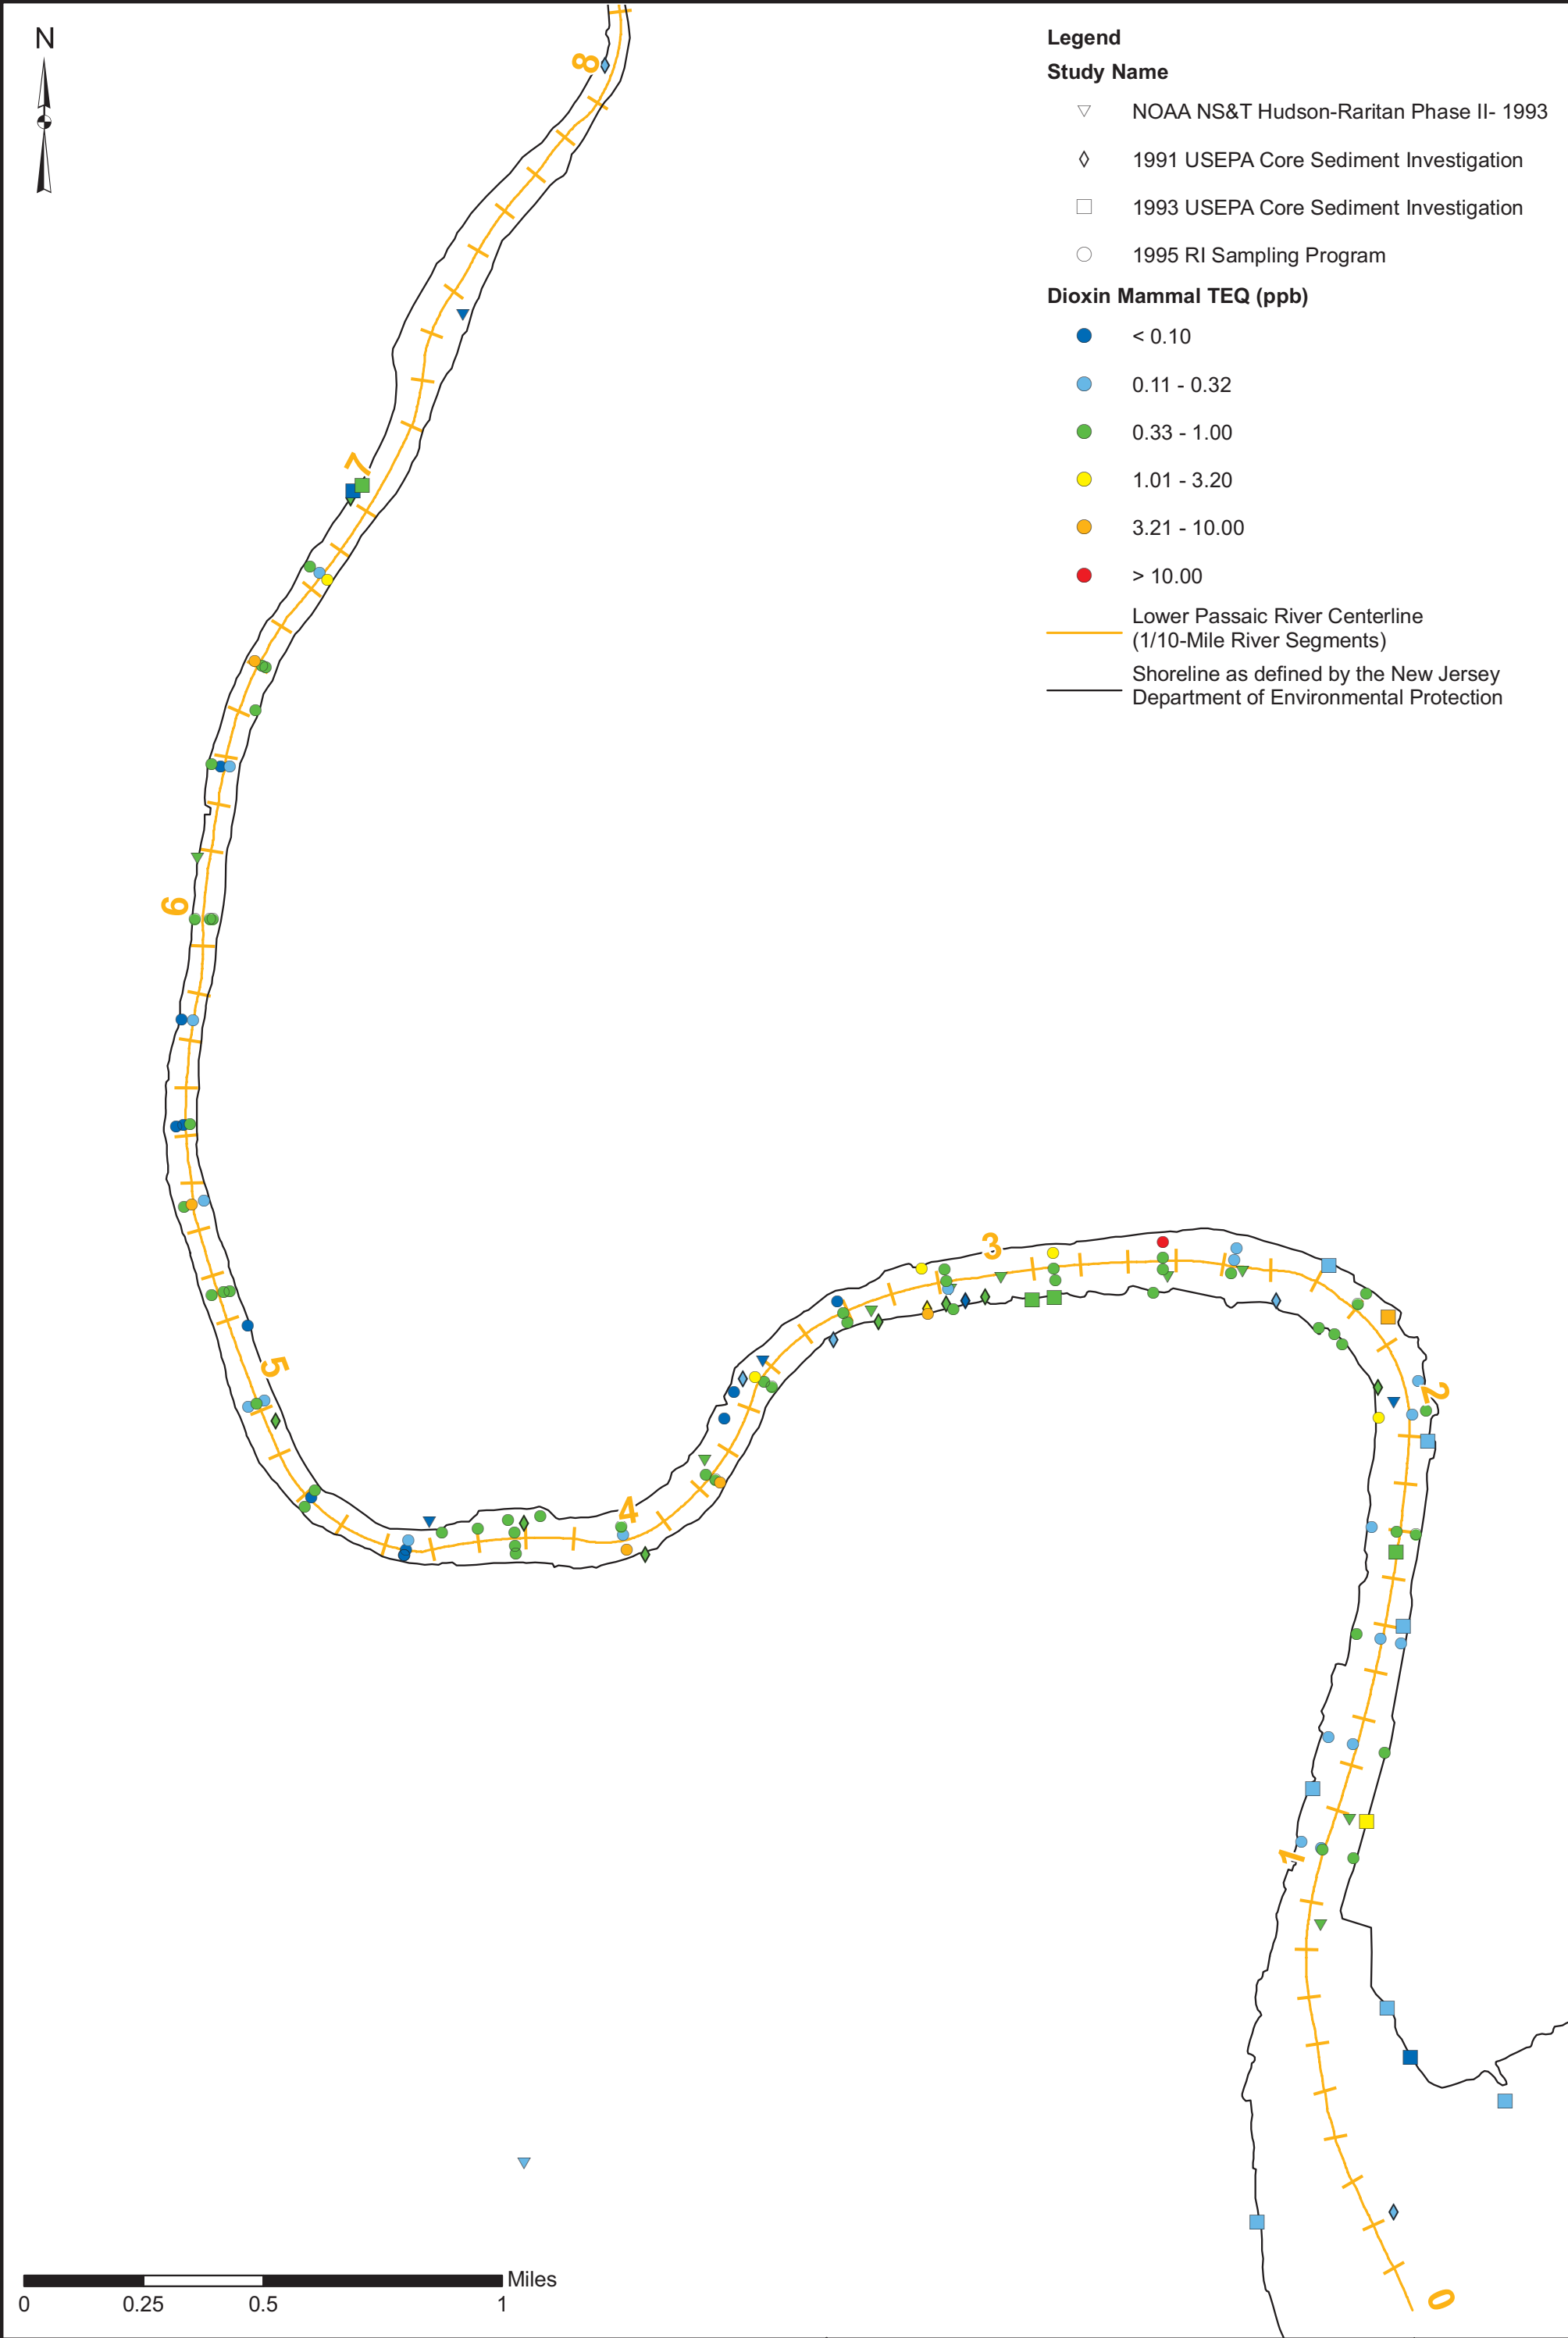 N
Legend
Study Name
NOAA NS&T Hudson-Raritan Phase II- 1993
1991 USEPA Core Sediment Investigation
1993 USEPA Core Sediment Investigation
1995 RI Sampling Program
Dioxin Mammal TEQ (ppb)
< 0.10
0.11 - 0.32
0.33 - 1.00
1.01 - 3.20
3.21 - 10.00
> 10.00
Lower Passaic River Centerline
(1/10-Mile River Segments)
Shoreline as defined by the New Jersey
Department of Environmental Protection
8
7
6
5
4
3
2
1
0
Miles
0 0.25 0.5 1